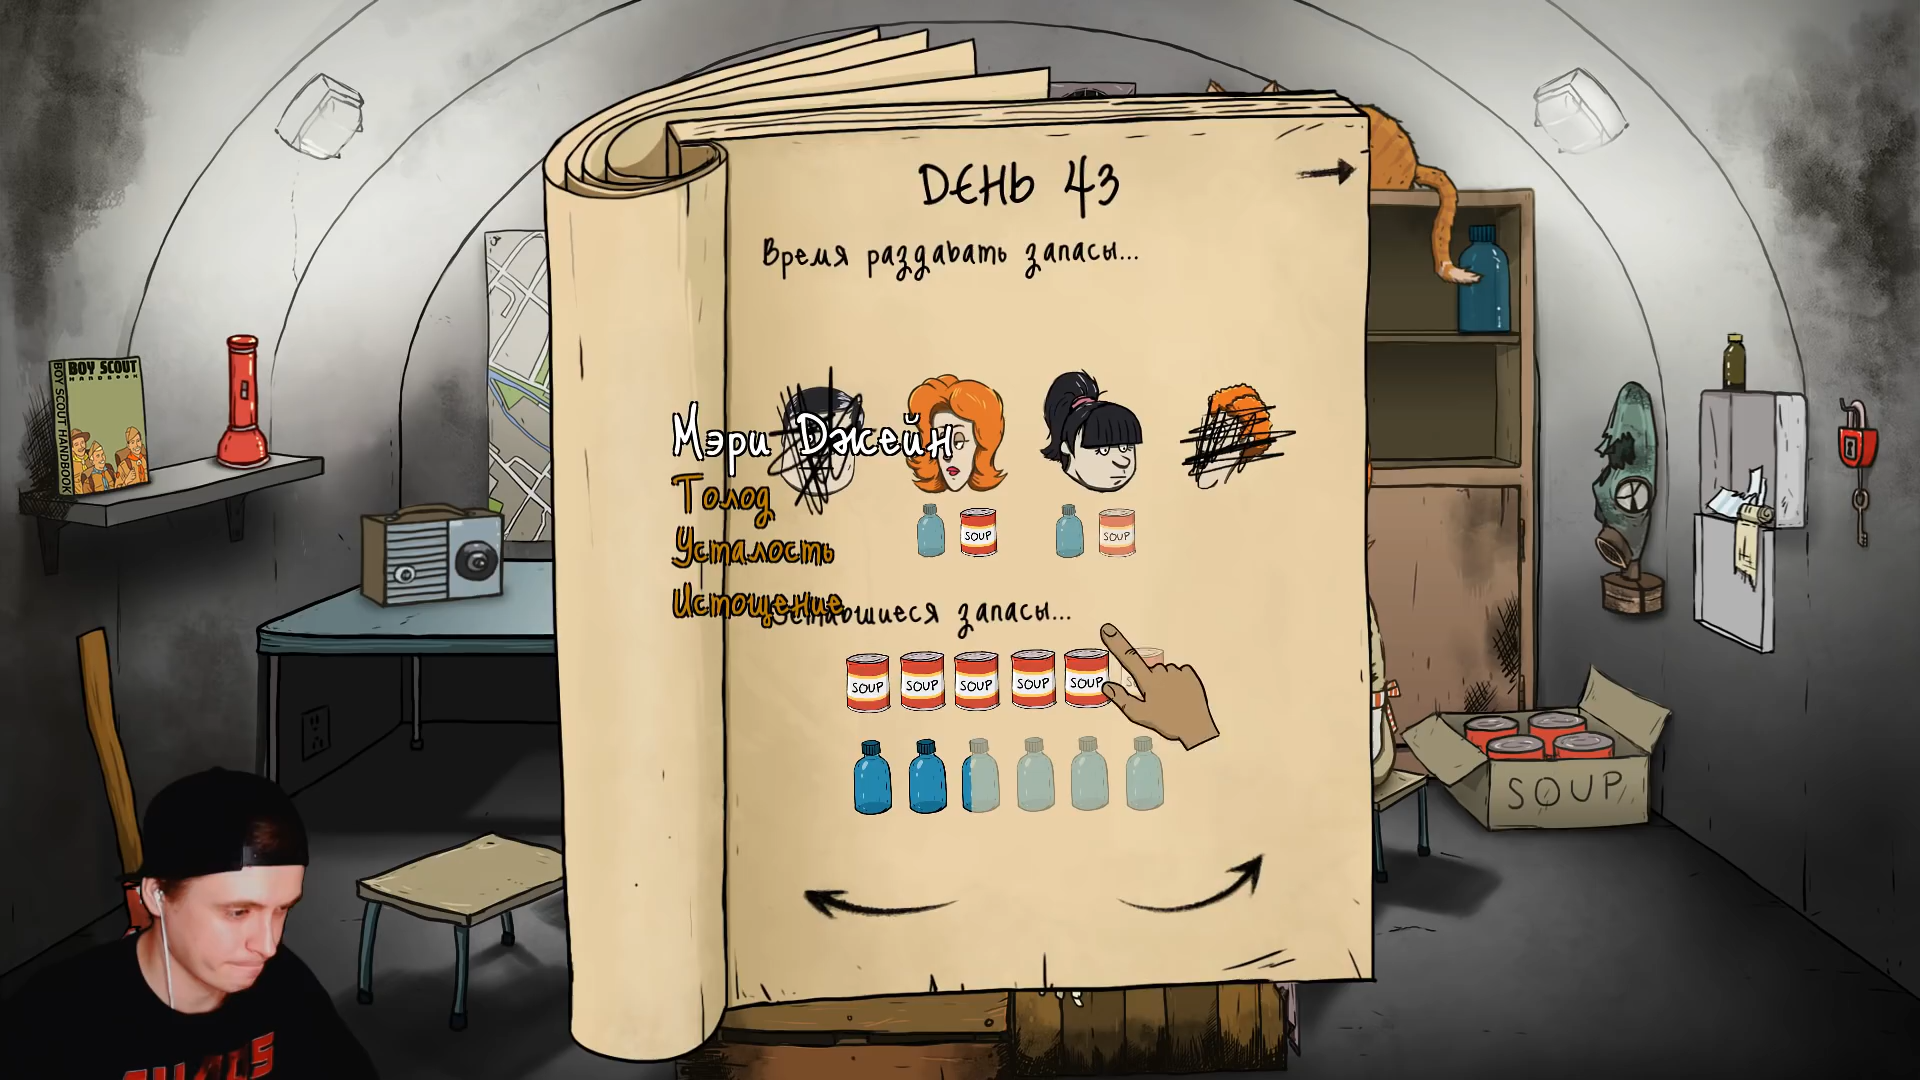 ДЕНЬ 43
Время раздавать запасы...
BOY SCOUT
HANDBOOK
BOY SCOUT HANDBOOK
Мэри Джейн
Голод
Усталость
Истощение
запасы...
SOUP SOUP
SOUP SOUP SOUP SOUP SOUP
SOUP